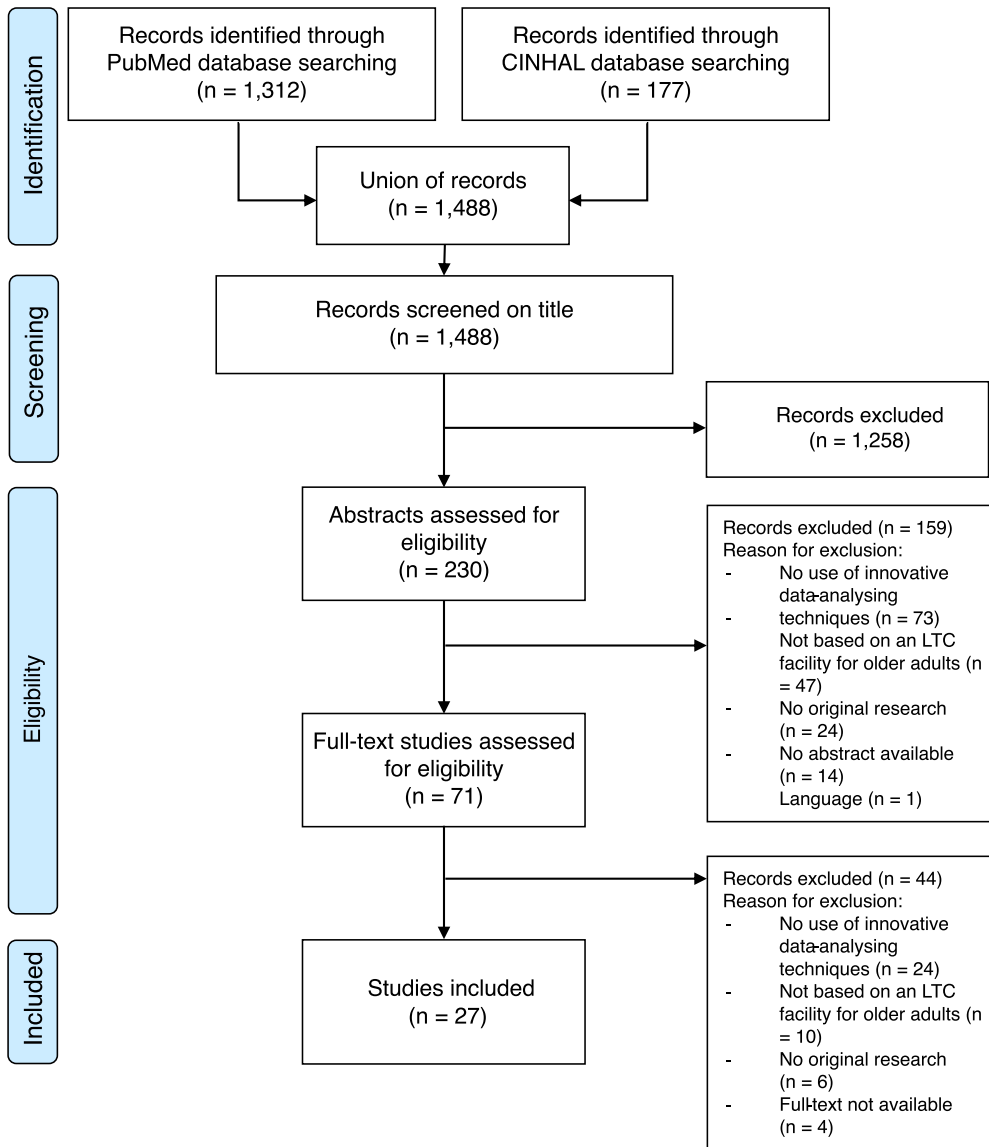 Identification
Records identified through
PubMed database searching
(n = 1,312)
Records identified through
CINHAL database searching
(n = 177)
Union of records
(n = 1,488)
Screening
Records screened on title
(n = 1,488)
Records excluded
(n = 1,258)
Eligibility
Abstracts assessed for
eligibility
(n = 230)
Records excluded (n = 159)
Reason for exclusion:
- No use of innovative
data-analysing
- techniques (n = 73)
Not based on an LTC
facility for older adults (n
= 47)
- No original research
(n = 24)
- No abstract available
(n = 14)
Language (n = 1)
Full-text studies assessed
for eligibility
(n = 71)
Records excluded (n = 44)
Reason for exclusion:
- No use of innovative
data-analysing
techniques (n = 24)
- Not based on an LTC
facility for older adults (n
= 10)
- No original research
(n = 6)
- Full-text not available
(n = 4)
Included
Studies included
(n = 27)